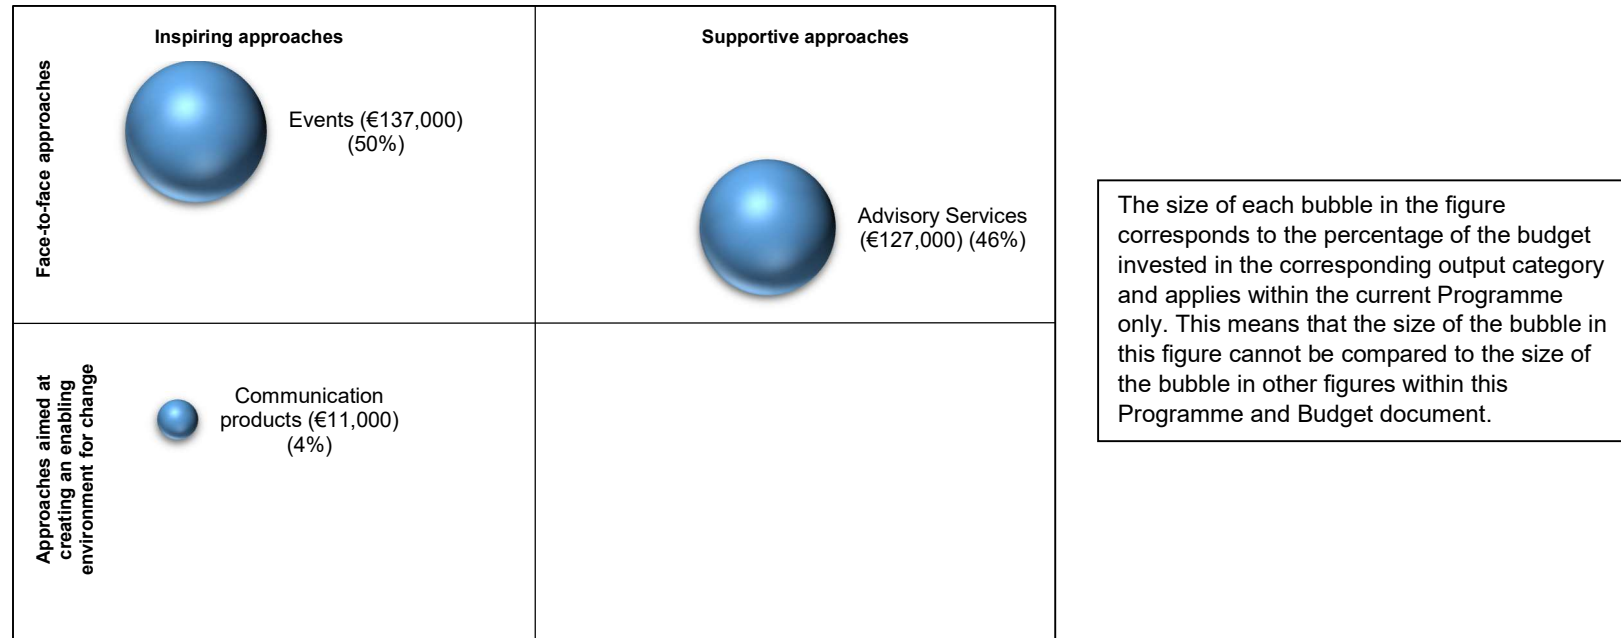 Inspiring approaches
Supportive approaches
Face-to-face approaches
Events (€137,000)
(50%)
Advisory Services
(€127,000) (46%)
Approaches aimed at
creating an enabling
environment for change
Communication
products (€11,000)
(4%)
The size of each bubble in the figure
corresponds to the percentage of the budget
invested in the corresponding output category
and applies within the current Programme
only. This means that the size of the bubble in
this figure cannot be compared to the size of
the bubble in other figures within this
Programme and Budget document.